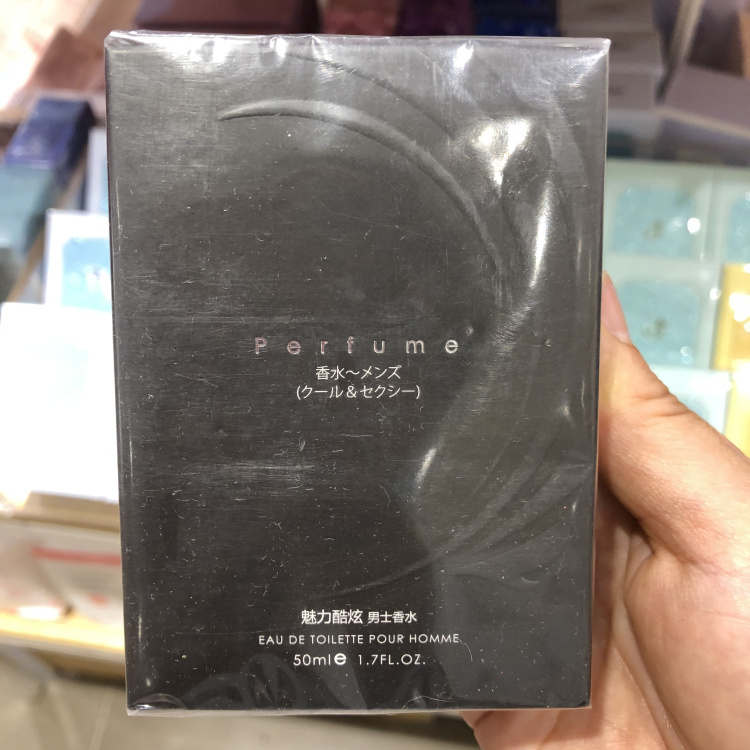 Perfume
香水～メンズ
(クール＆セクシー)
魅力酷炫 男士香水
EAU DE TOILETTE POUR HOMME
50ml℮ 1.7FL.OZ.